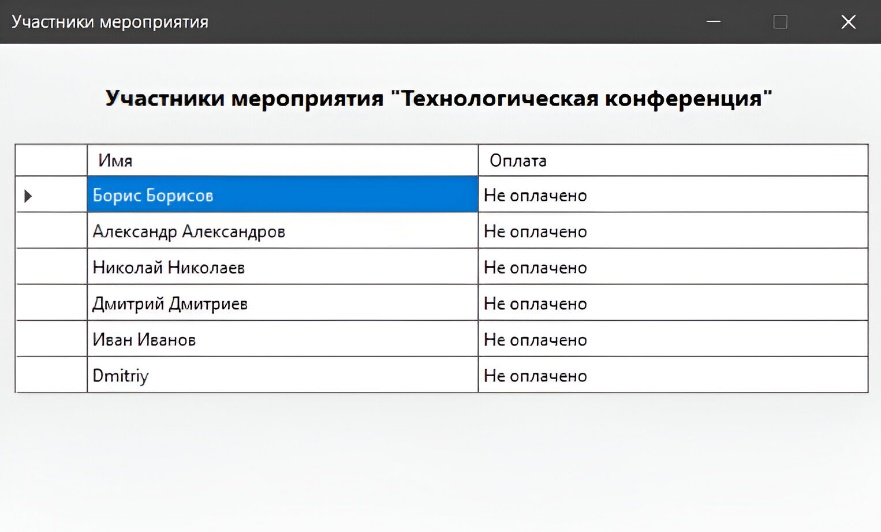 Участники мероприятия
Участники мероприятия "Технологическая конференция"
Имя Оплата
Борис Борисов Не оплачено
Александр Александров Не оплачено
Николай Николаев Не оплачено
Дмитрий Дмитриев Не оплачено
Иван Иванов Не оплачено
Dmitriy Не оплачено